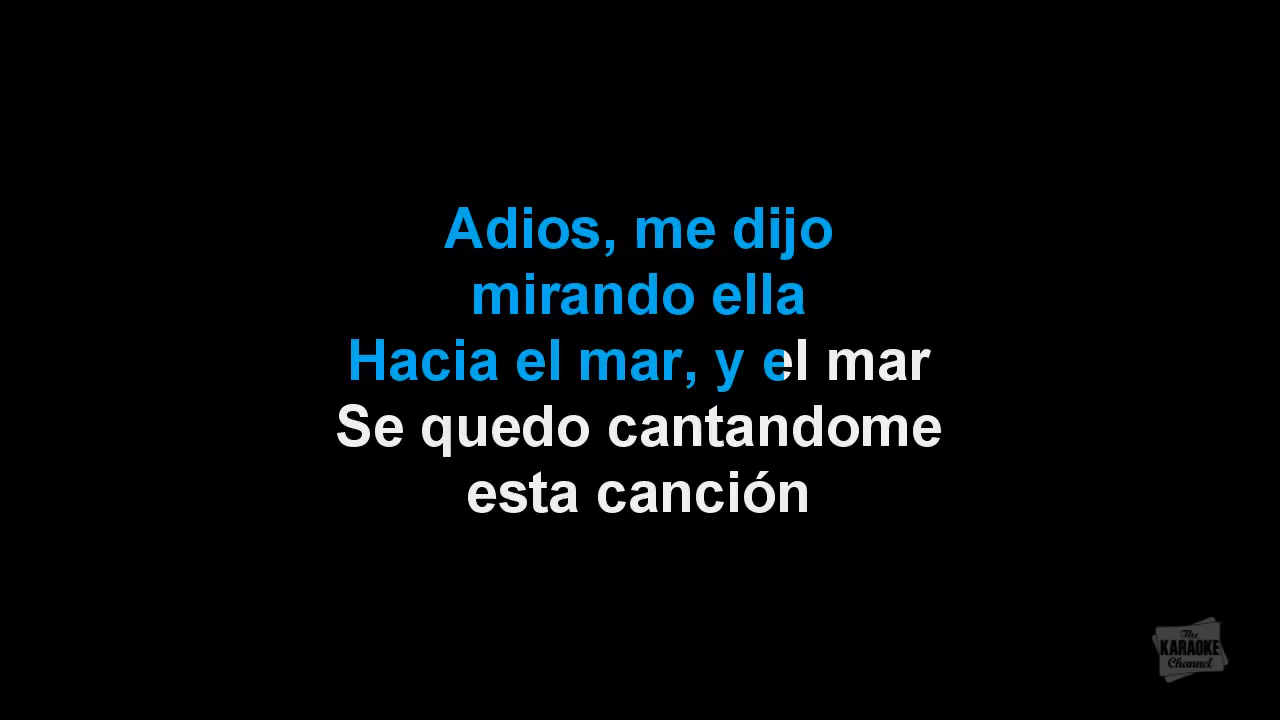 Adios, me dijo
mirando ella
Hacia el mar, y el mar
Se quedo cantandome
esta canción
The
KARAOKE
Channel